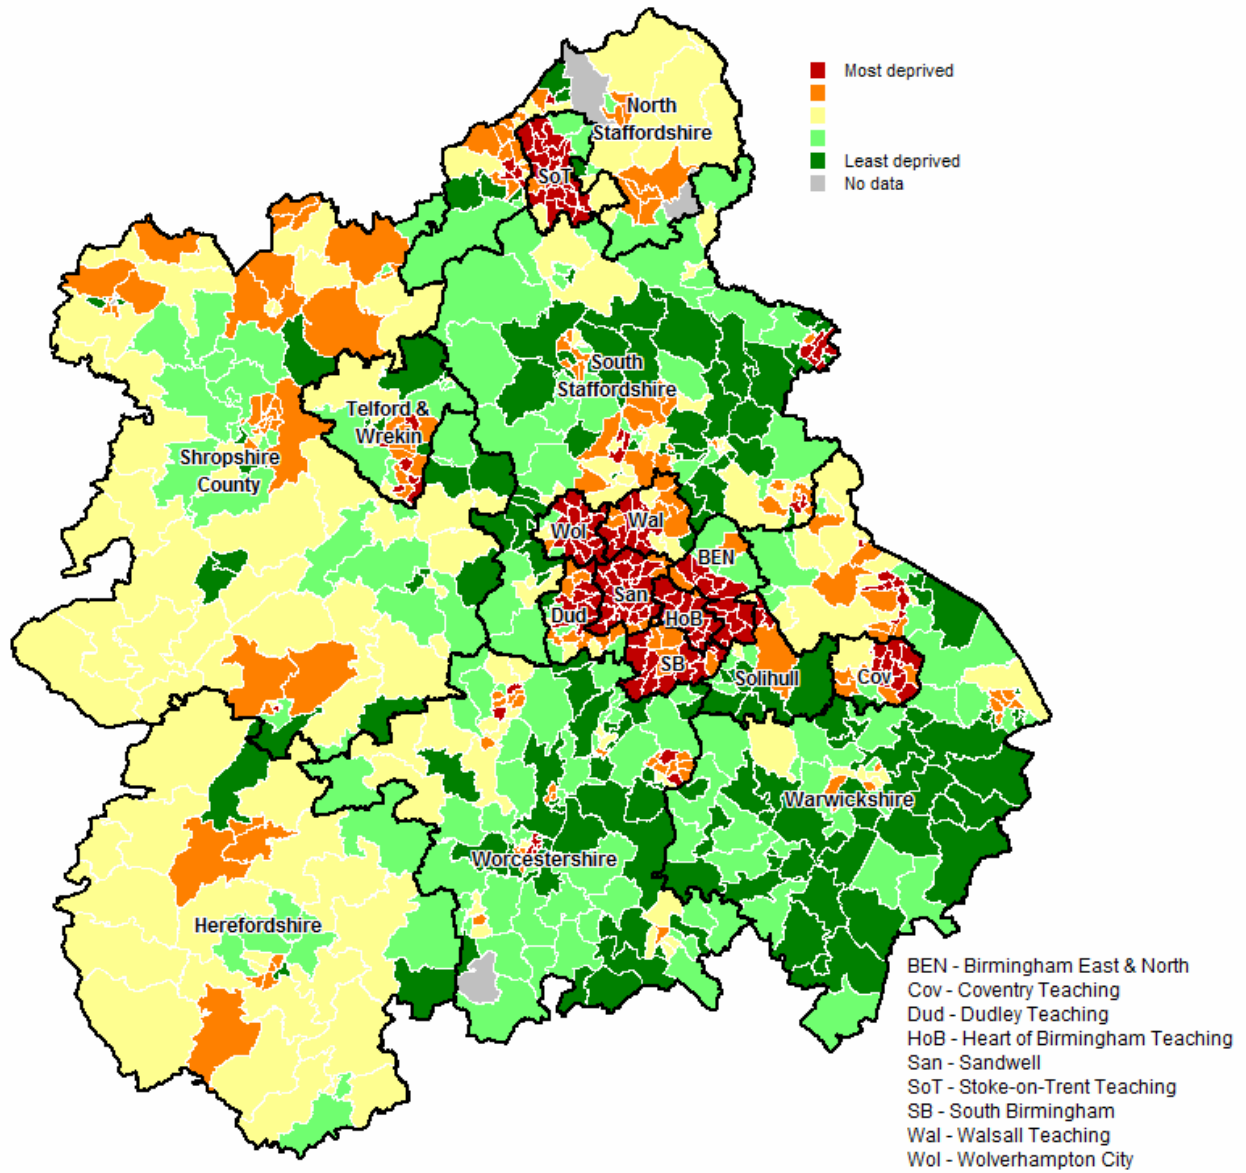 Most deprived
Least deprived
No data
North
Staffordshire
SoT
South
Staffordshire
Telford &
Wrekin
Shropshire
County
Wol
Wal
BEN
San
Dud
HoB
SB
Solihull
Cov
Warwickshire
Worcestershire
Herefordshire
BEN - Birmingham East & North
Cov - Coventry Teaching
Dud - Dudley Teaching
HoB - Heart of Birmingham Teaching
San - Sandwell
SoT - Stoke-on-Trent Teaching
SB - South Birmingham
Wal - Walsall Teaching
Wol - Wolverhampton City